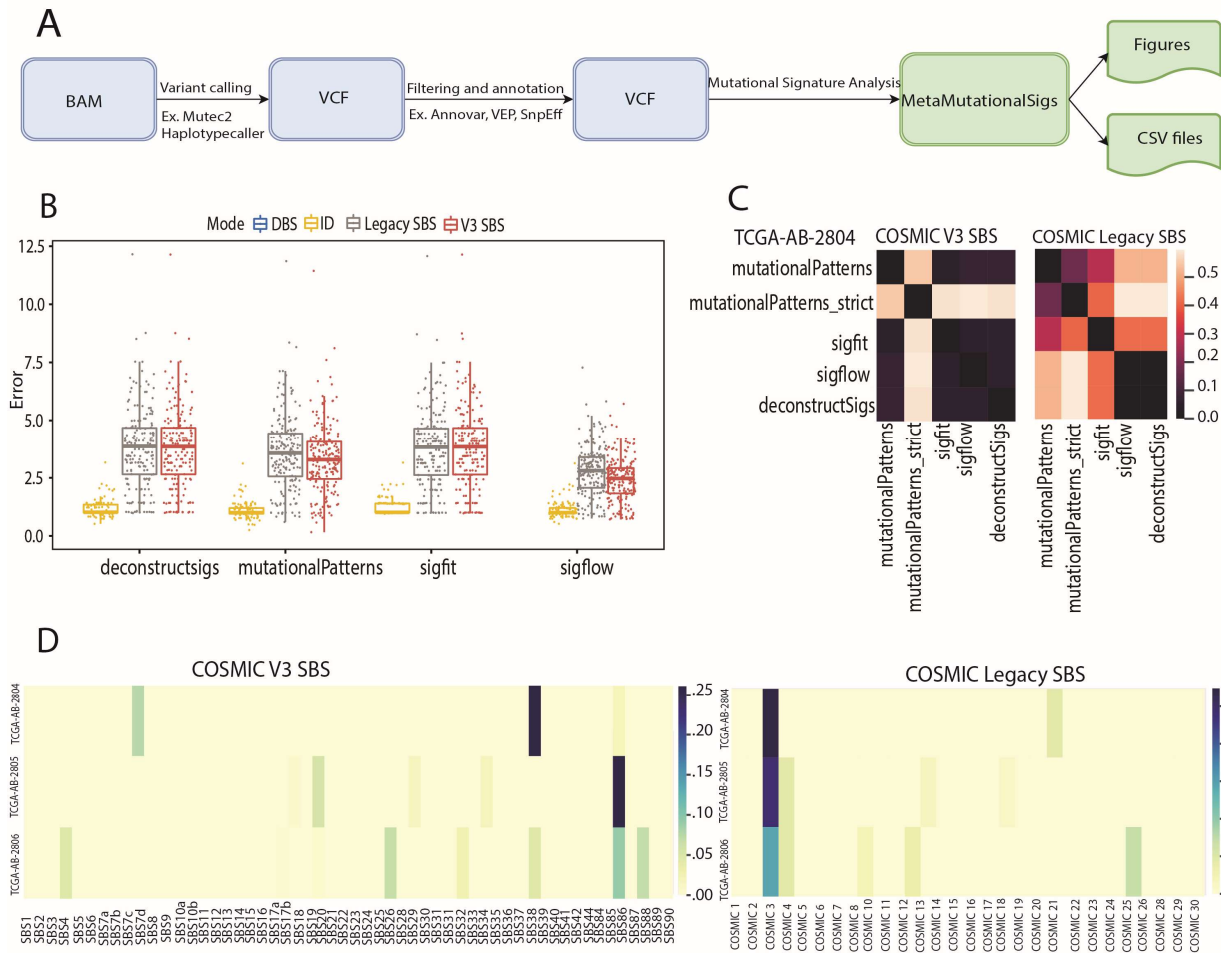 A
BAM
Variant calling
Ex. Mutec2
Haplotypecaller
VCF
Filtering and annotation
Ex. Annovar, VEP, SnpEff
VCF
Mutational Signature Analysis
MetaMutationalSigs
Figures
CSV files
B
Mode DBS ID Legacy SBS V3 SBS
Error
12.5
10.0
7.5
5.0
2.5
0.0
deconstructsigs mutationalPatterns sigfit sigflow
C
TCGA-AB-2804 COSMIC V3 SBS COSMIC Legacy SBS
mutationalPatterns
mutationalPatterns_strict
sigfit
sigflow
deconstructSigs
mutationalPatterns
mutationalPatterns_strict
sigfit
sigflow
deconstructSigs
mutationalPatterns
mutationalPatterns_strict
sigfit
sigflow
deconstructSigs
0.5
0.4
0.3
0.2
0.1
0.0
D
COSMIC V3 SBS
TCGA-AB-2804
TCGA-AB-2805
TCGA-AB-2806
.25
.20
.15
.10
.05
.00
SBS1
SBS2
SBS3
SBS4
SBS5
SBS6
SBS7a
SBS7b
SBS7c
SBS7d
SBS8
SBS9
SBS10a
SBS10b
SBS11
SBS12
SBS13
SBS14
SBS15
SBS16
SBS17a
SBS17b
SBS18
SBS19
SBS20
SBS21
SBS22
SBS23
SBS24
SBS25
SBS26
SBS28
SBS29
SBS30
SBS31
SBS32
SBS33
SBS34
SBS35
SBS36
SBS37
SBS38
SBS39
SBS40
SBS41
SBS42
SBS44
SBS84
SBS85
SBS86
SBS87
SBS88
SBS89
SBS90
COSMIC Legacy SBS
TCGA-AB-2804
TCGA-AB-2805
TCGA-AB-2806
COSMIC 1
COSMIC 2
COSMIC 3
COSMIC 4
COSMIC 5
COSMIC 6
COSMIC 7
COSMIC 8
COSMIC 10
COSMIC 11
COSMIC 12
COSMIC 13
COSMIC 14
COSMIC 15
COSMIC 16
COSMIC 17
COSMIC 18
COSMIC 19
COSMIC 20
COSMIC 21
COSMIC 22
COSMIC 23
COSMIC 24
COSMIC 25
COSMIC 26
COSMIC 28
COSMIC 29
COSMIC 30